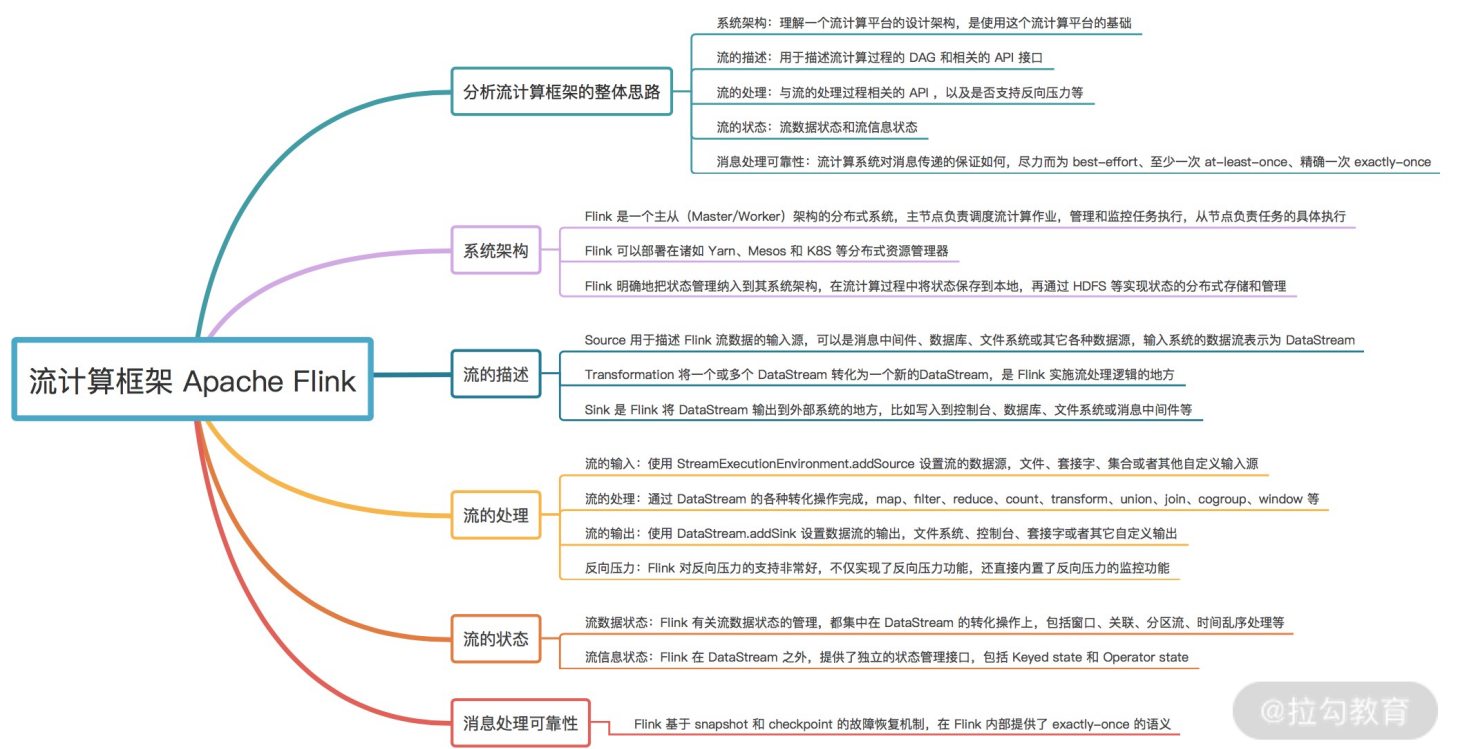 流计算框架 Apache Flink
分析流计算框架的整体思路
系统架构：理解一个流计算平台的设计架构，是使用这个流计算平台的基础
流的描述：用于描述流计算过程的 DAG 和相关的 API 接口
流的处理：与流的处理过程相关的 API ，以及是否支持反向压力等
流的状态：流数据状态和流信息状态
消息处理可靠性：流计算系统对消息传递的保证如何，尽力而为 best-effort、至少一次 at-least-once、精确一次 exactly-once
系统架构
Flink 是一个主从（Master/Worker）架构的分布式系统，主节点负责调度流计算作业，管理和监控任务执行，从节点负责任务的具体执行
Flink 可以部署在诸如 Yarn、Mesos 和 K8S 等分布式资源管理器
Flink 明确地把状态管理纳入到其系统架构，在流计算过程中将状态保存到本地，再通过 HDFS 等实现状态的分布式存储和管理
流的描述
Source 用于描述 Flink 流数据的输入源，可以是消息中间件、数据库、文件系统或其它各种数据源，输入系统的数据流表示为 DataStream
Transformation 将一个或多个 DataStream 转化为一个新的DataStream，是 Flink 实施流处理逻辑的地方
Sink 是 Flink 将 DataStream 输出到外部系统的地方，比如写入到控制台、数据库、文件系统或消息中间件等
流的处理
流的输入：使用 StreamExecutionEnvironment.addSource 设置流的数据源，文件、套接字、集合或者其他自定义输入源
流的处理：通过 DataStream 的各种转化操作完成，map、filter、reduce、count、transform、union、join、cogroup、window 等
流的输出：使用 DataStream.addSink 设置数据流的输出，文件系统、控制台、套接字或者其它自定义输出
反向压力：Flink 对反向压力的支持非常好，不仅实现了反向压力功能，还直接内置了反向压力的监控功能
流的状态
流数据状态：Flink 有关流数据状态的管理，都集中在 DataStream 的转化操作上，包括窗口、关联、分区流、时间乱序处理等
流信息状态：Flink 在 DataStream 之外，提供了独立的状态管理接口，包括 Keyed state 和 Operator state
消息处理可靠性
Flink 基于 snapshot 和 checkpoint 的故障恢复机制，在 Flink 内部提供了 exactly-once 的语义
@拉勾教育